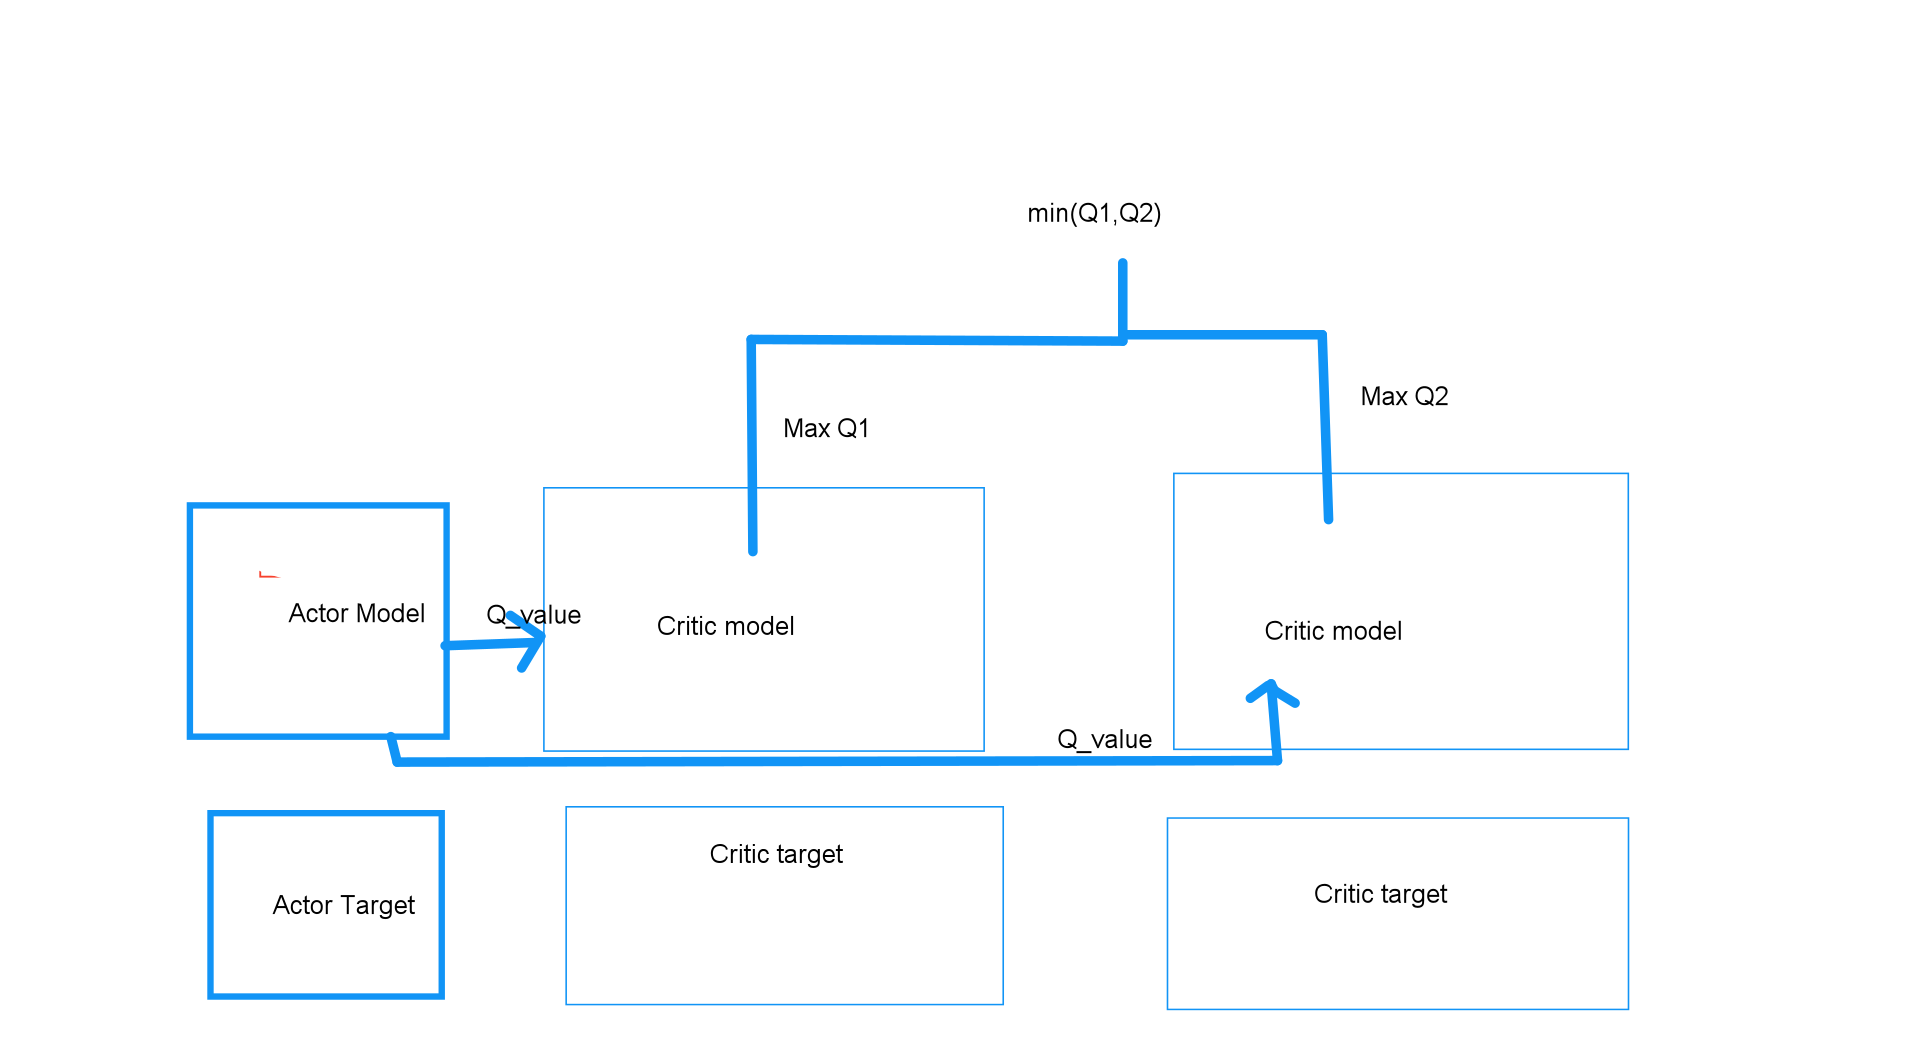 min(Q1,Q2)
Max Q2
Max Q1
Actor Model
Q_value
Critic model
Critic model
Q_value
Critic target
Critic target
Actor Target